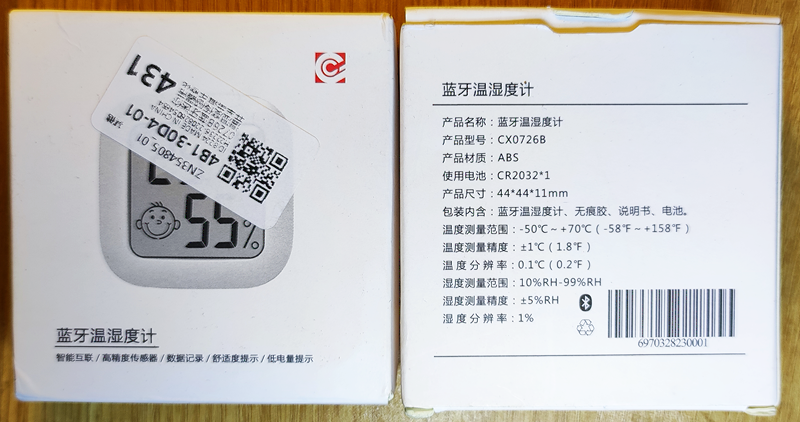 431
4B1-30D4-01
ZN354805.01
MADE IN CHINA
55%
蓝牙温湿度计
智能互联 / 高精度传感器 / 数据记录 / 舒适度提示 / 低电量提示
蓝牙温湿度计
产品名称：蓝牙温湿度计
产品型号：CX0726B
产品材质：ABS
使用电池：CR2032*1
产品尺寸：44*44*11mm
包装内含：蓝牙温湿度计、无痕胶、说明书、电池。
温度测量范围：-50℃~ +70℃ ( -58℉ ~ +158℉ )
温度测量精度：±1℃ ( 1.8℉ )
温度分辨率：0.1℃ ( 0.2℉ )
湿度测量范围：10%RH-99%RH
湿度测量精度：±5%RH
湿度分辨率：1%
6970328230001